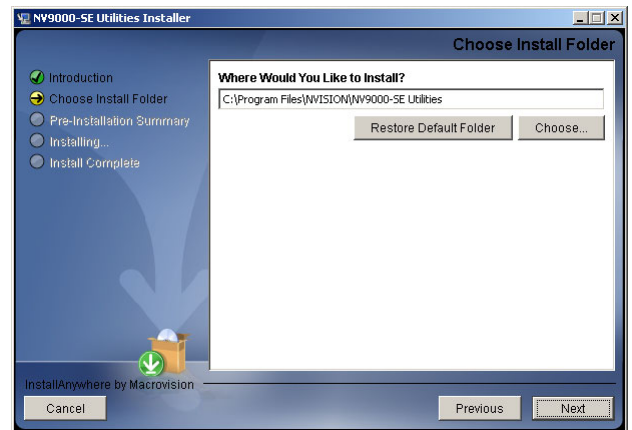 NV9000-SE Utilities Installer
Choose Install Folder
Introduction
Choose Install Folder
Pre-Installation Summary
Installing...
Install Complete
Where Would You Like to Install?
C:\Program Files\NVISION\NV9000-SE Utilities
Restore Default Folder
Choose...
InstallAnywhere by Macrovision
Cancel
Previous
Next